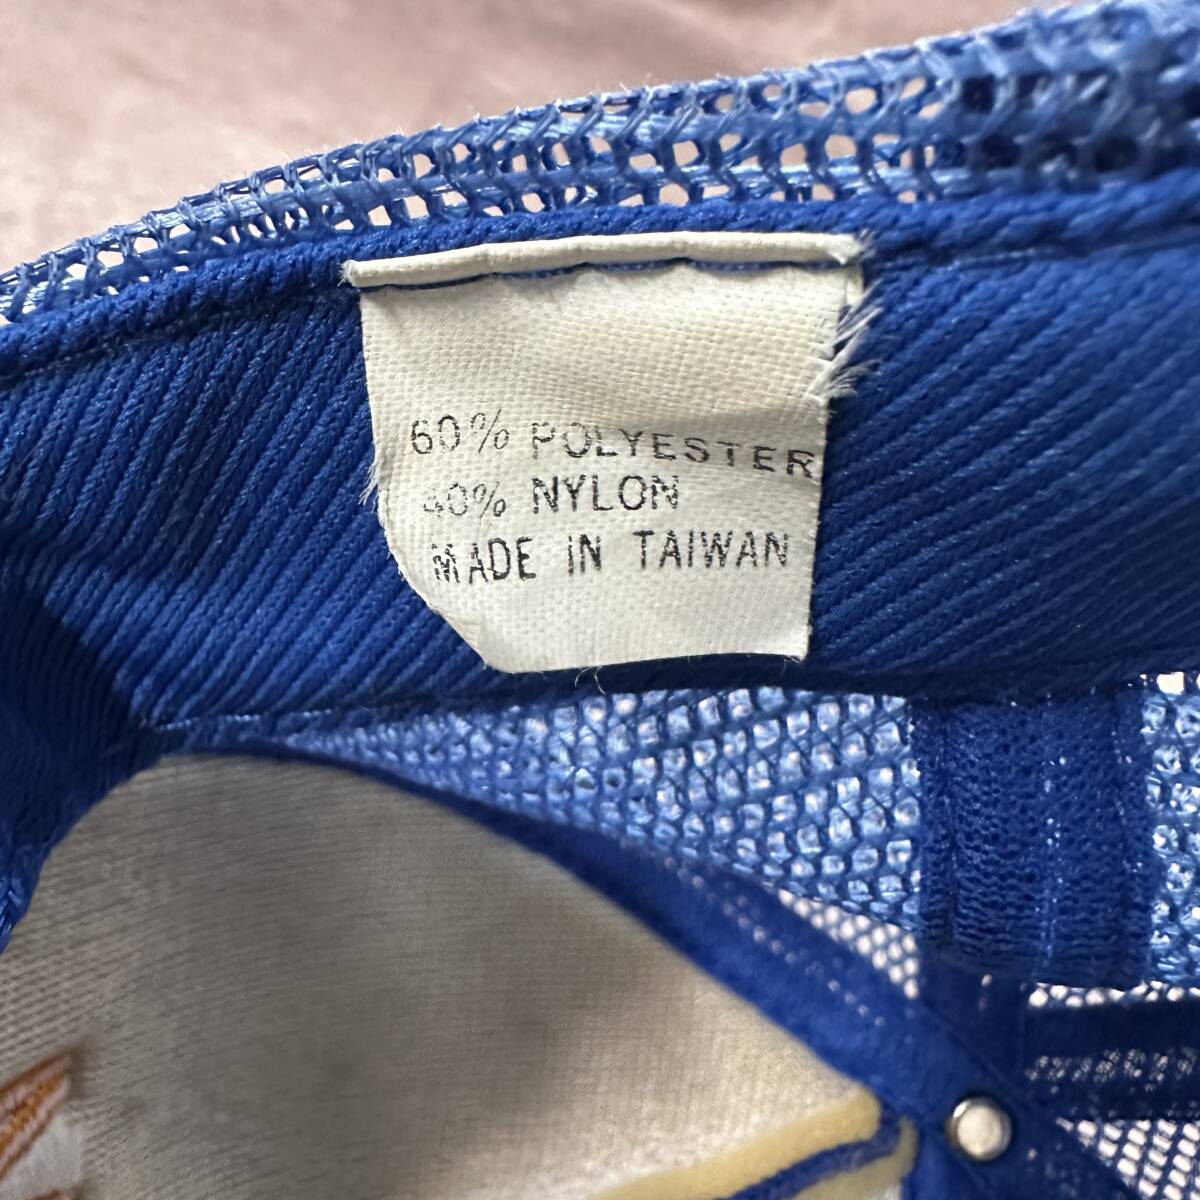 60% POLYESTER
40% NYLON
MADE IN TAIWAN